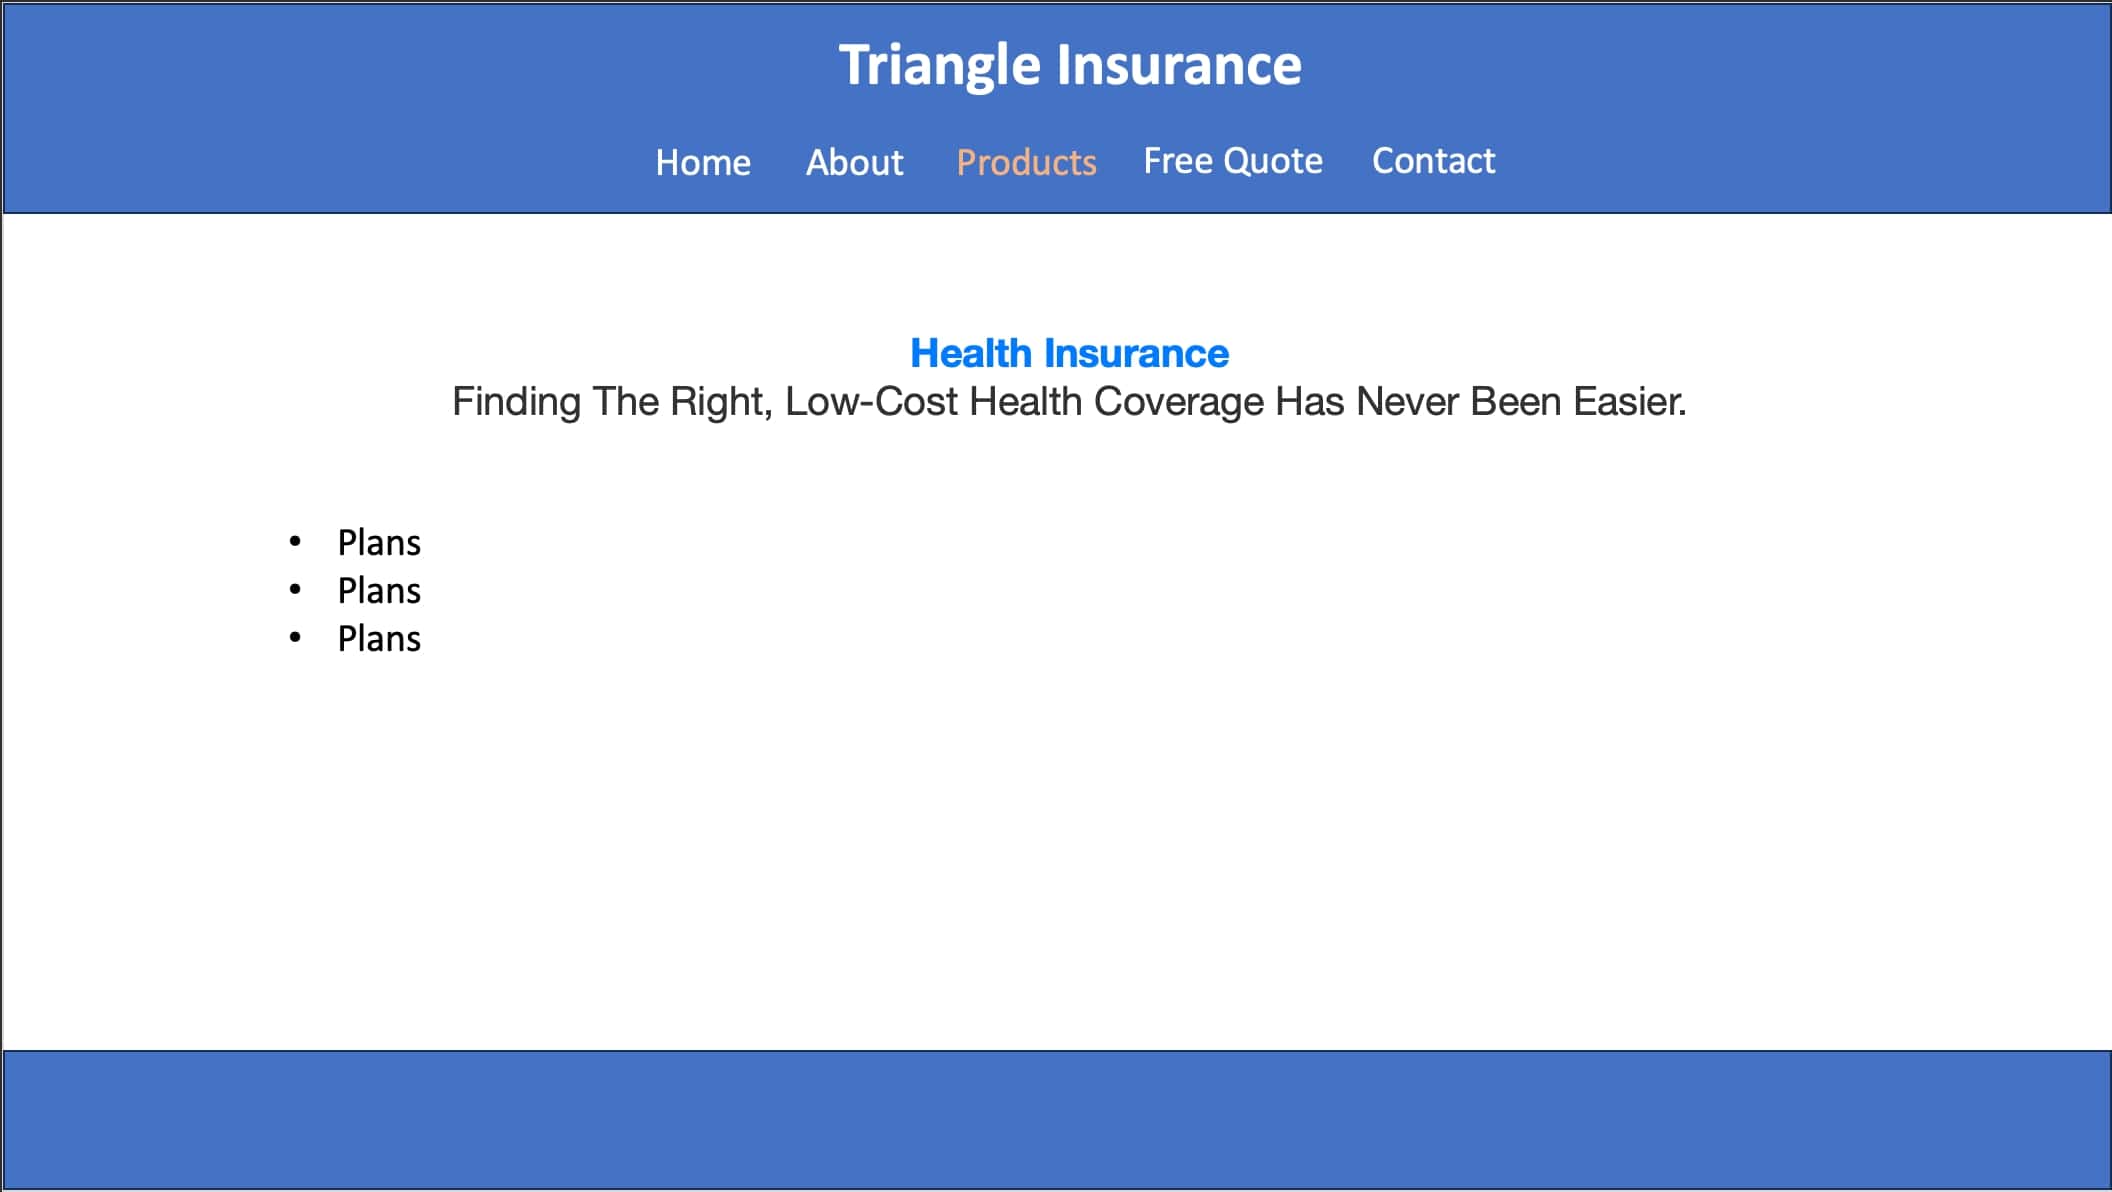 Triangle Insurance
Home About Products Free Quote Contact
Health Insurance
Finding The Right, Low-Cost Health Coverage Has Never Been Easier.
• Plans
• Plans
• Plans